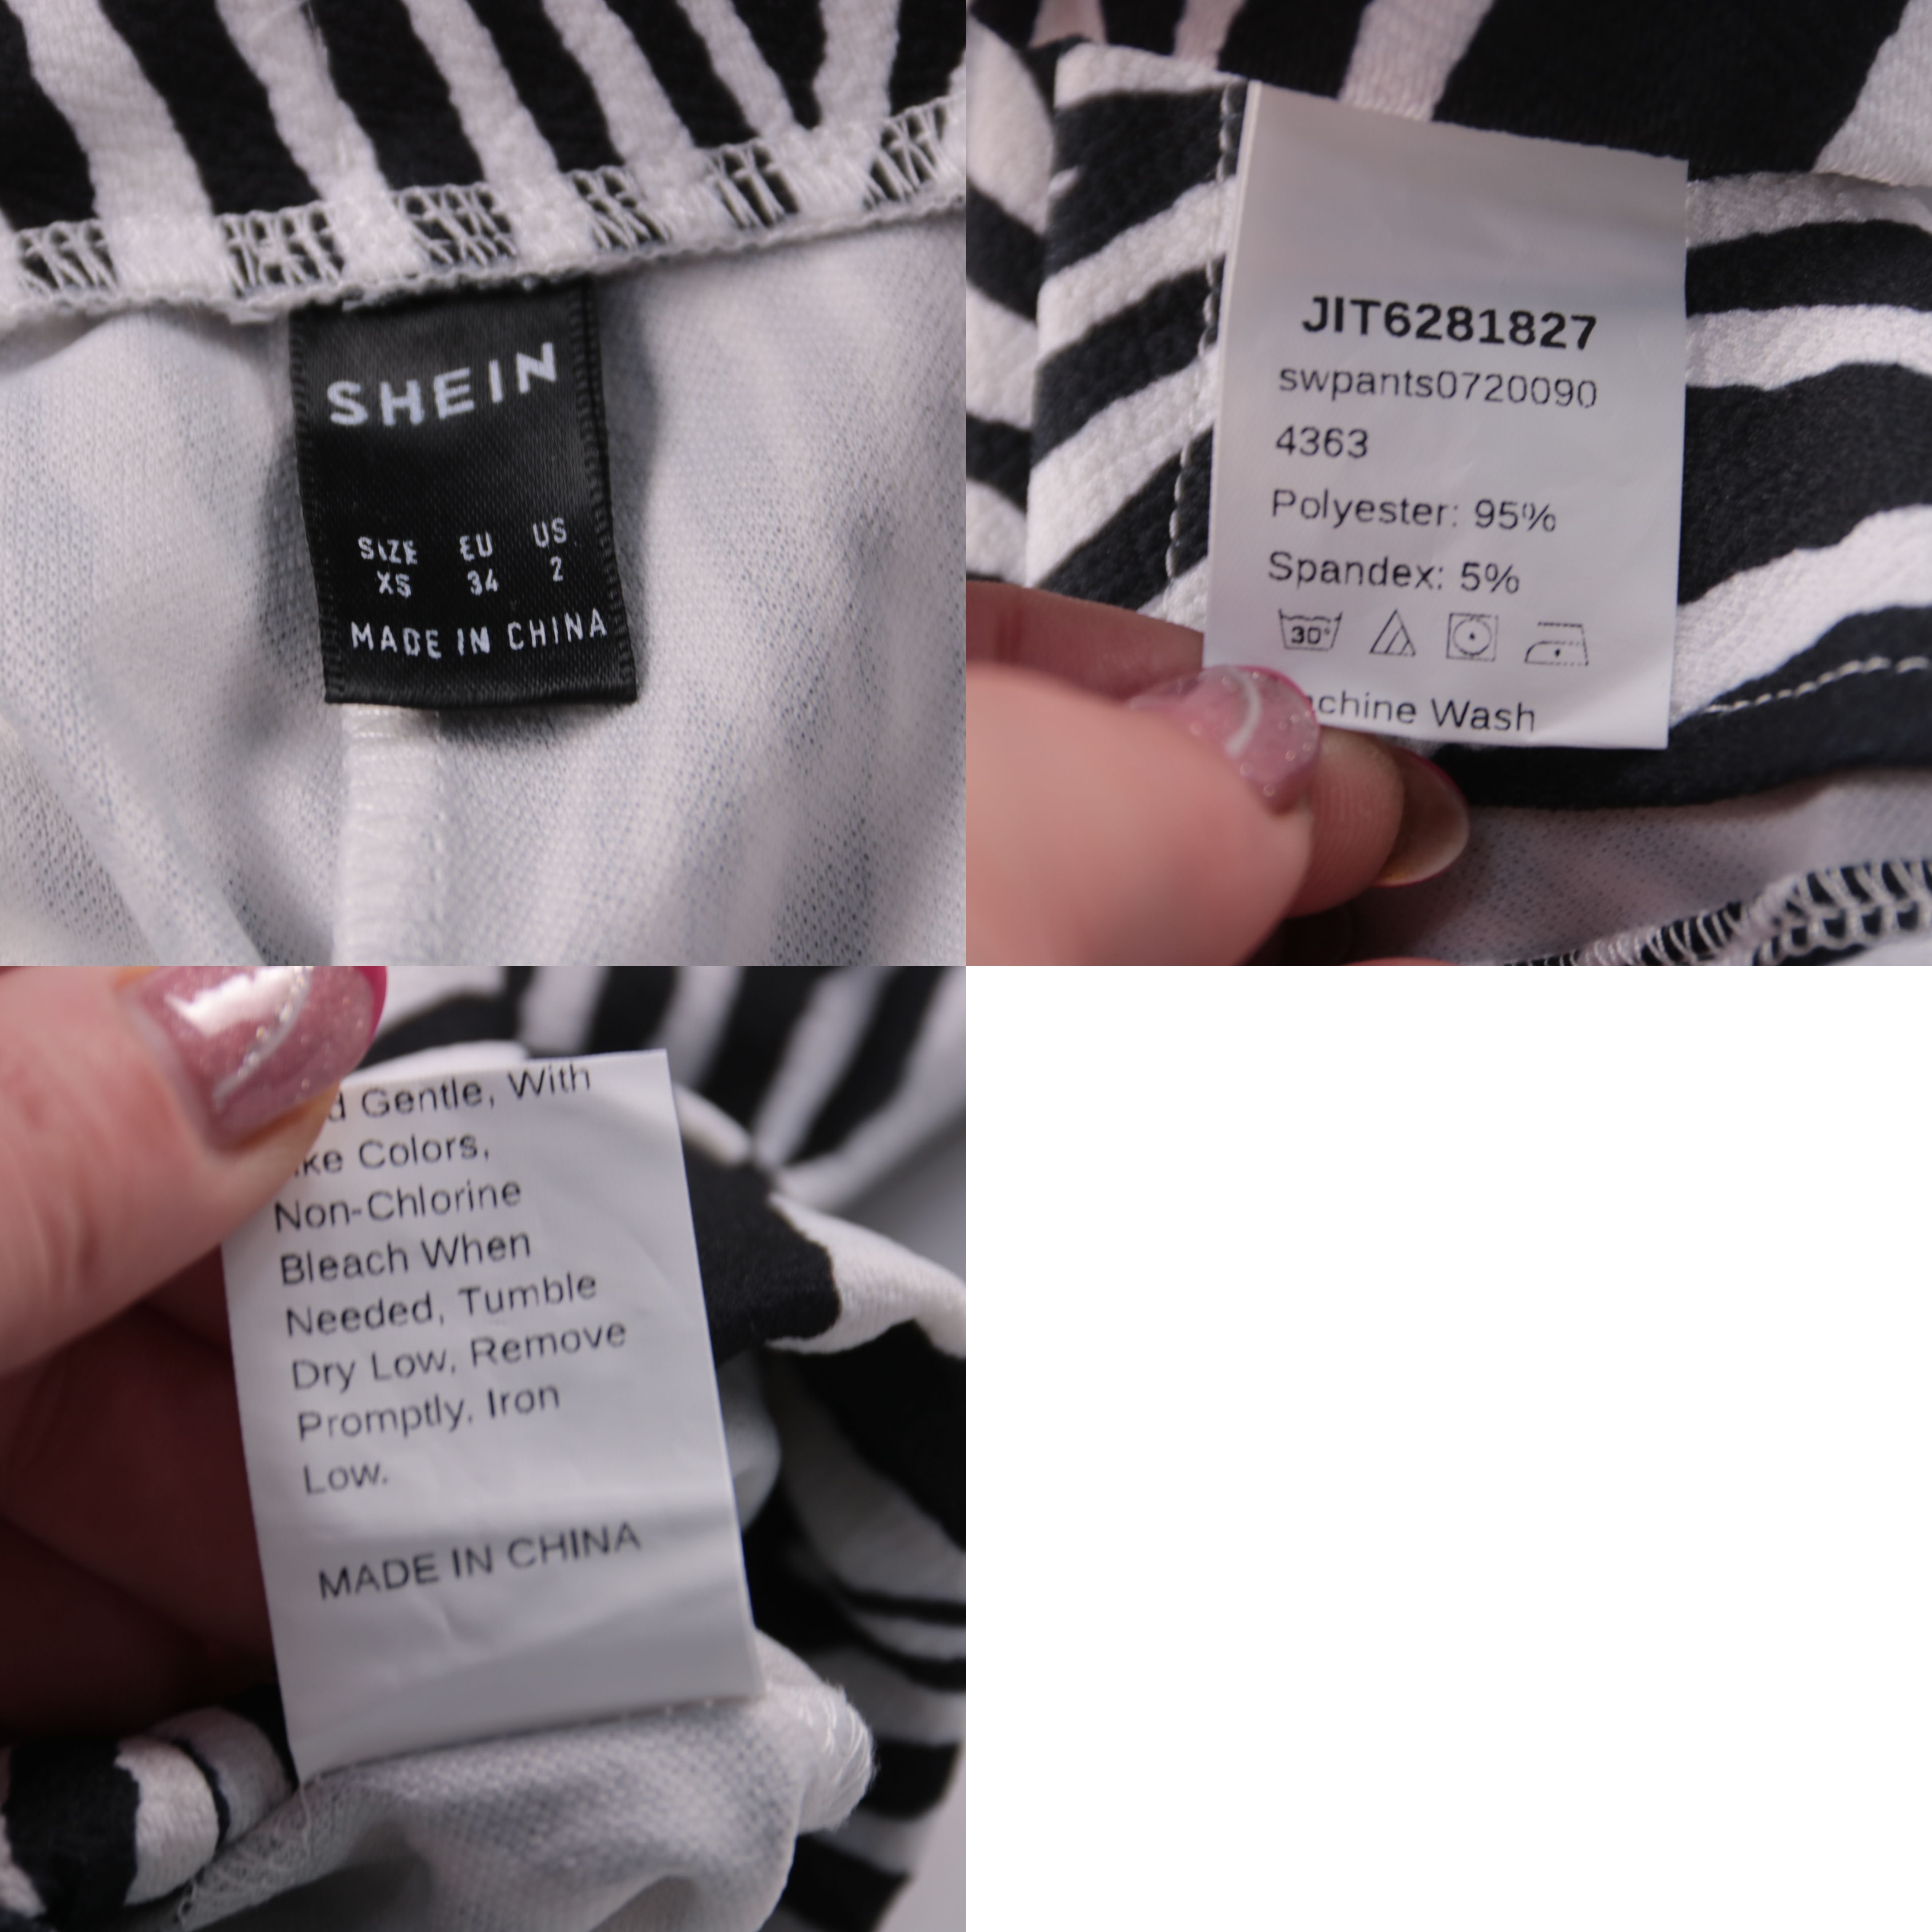 SHEIN
SIZE EU US
XS 34 2
MADE IN CHINA
JIT6281827
swpants0720090
4363
Polyester: 95%
Spandex: 5%
30°
Wash
Gentle, With
Colors,
Non-Chlorine
Bleach When
Needed, Tumble
Dry Low, Remove
Promptly, Iron
Low.
MADE IN CHINA